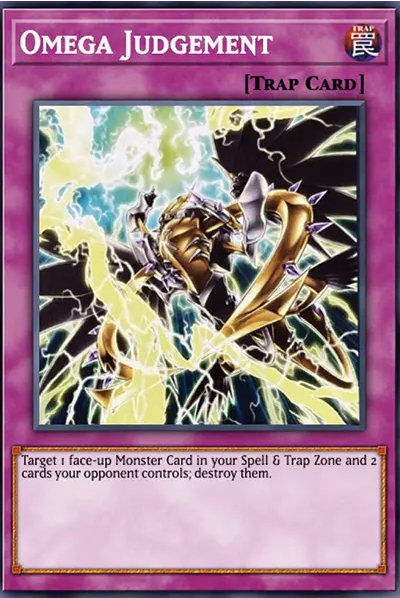 Omega Judgement
TRAP
罠
[Trap Card]
Target 1 face-up Monster Card in your Spell & Trap Zone and 2
cards your opponent controls; destroy them.